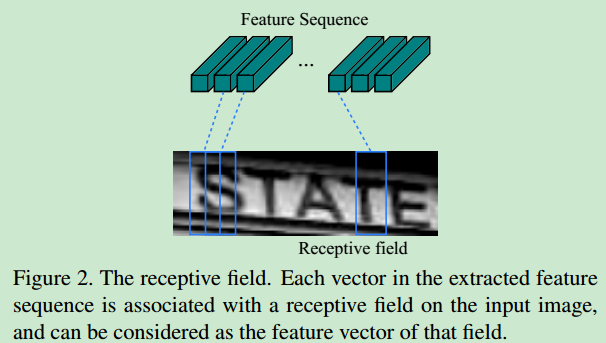 Feature Sequence
...
STATE
Receptive field
Figure 2. The receptive field. Each vector in the extracted feature
sequence is associated with a receptive field on the input image,
and can be considered as the feature vector of that field.